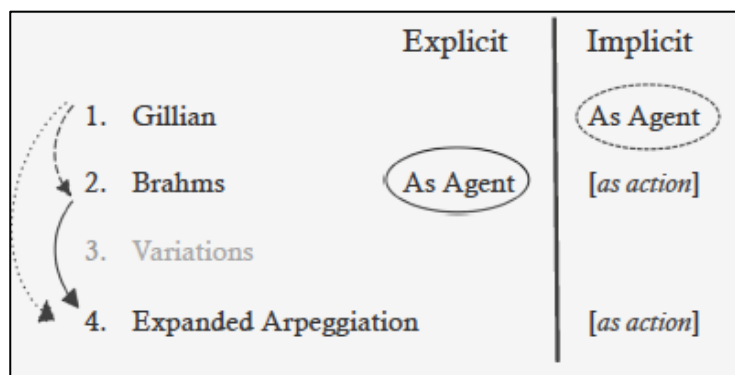 Explicit Implicit
1. Gillian As Agent
2. Brahms As Agent [as action]
3. Variations
4. Expanded Arpeggiation [as action]